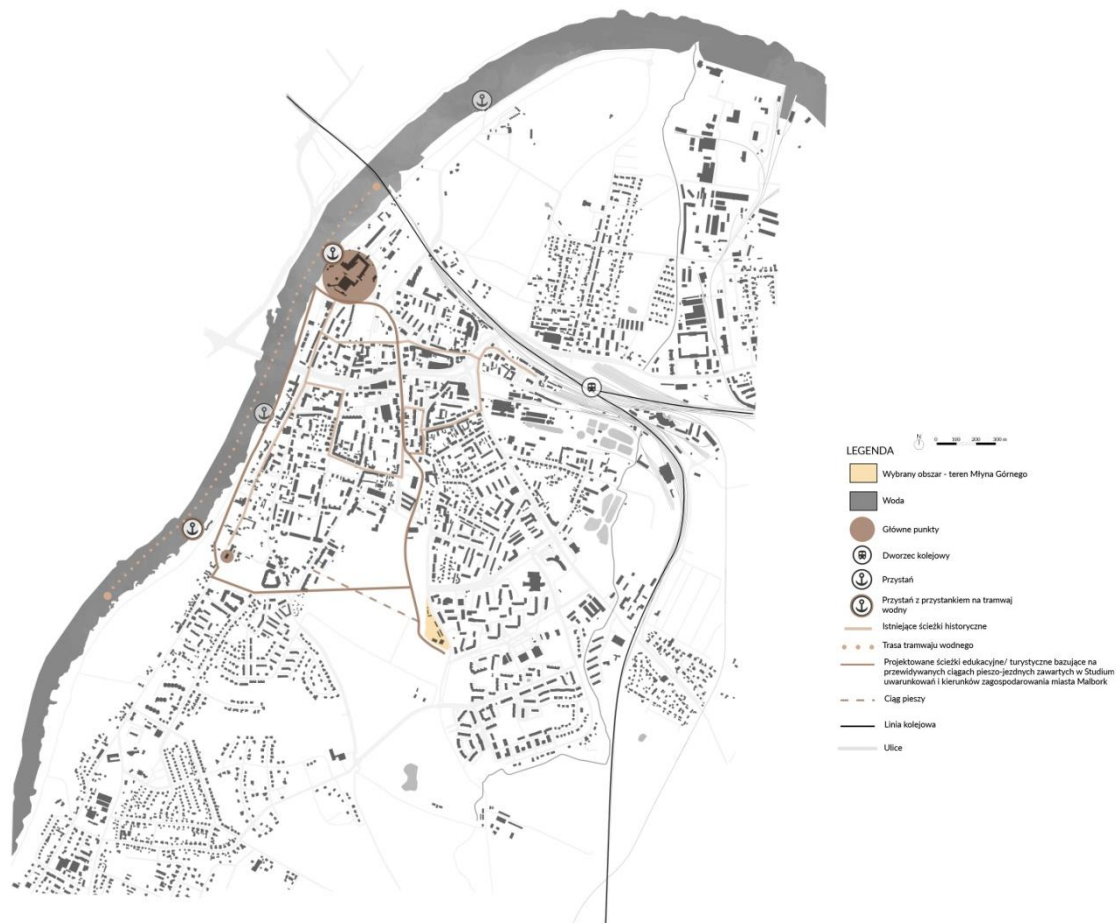 LEGENDA
N
0 100 200 300 m
Wybrany obszar - teren Młyna Górnego
Woda
Główne punkty
Dworzec kolejowy
Przystań
Przystań z przystankiem na tramwaj
wodny
Istniejące ścieżki historyczne
Trasa tramwaju wodnego
Projektowane ścieżki edukacyjne/ turystyczne bazujące na
przewidywanych ciągach pieszo-jezdnych zawartych w Studium
uwarunkowań i kierunków zagospodarowania miasta Malbork
Ciąg pieszy
Linia kolejowa
Ulice